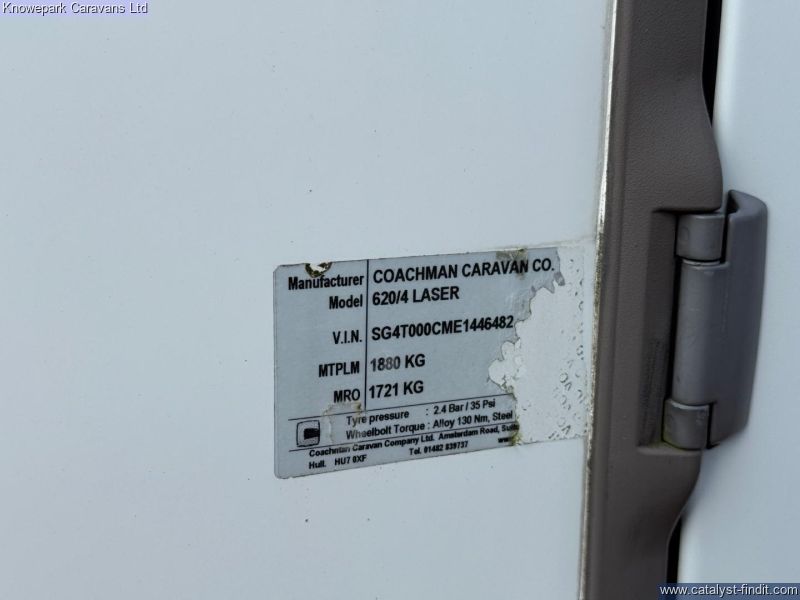 Knowepark Caravans Ltd
Manufacturer COACHMAN CARAVAN CO.
Model 620/4 LASER
V.I.N. SG4T000CME1446482
MTPLM 1880 KG
MRO 1721 KG
Tyre pressure : 2.4 Bar / 35 Psi
Wheelbolt Torque : Alloy 130 Nm, Steel
Coachman Caravan Company Ltd. Amsterdam Road,
Hull. HU7 0XF Tel. 01482 839737
www.catalyst-findit.com